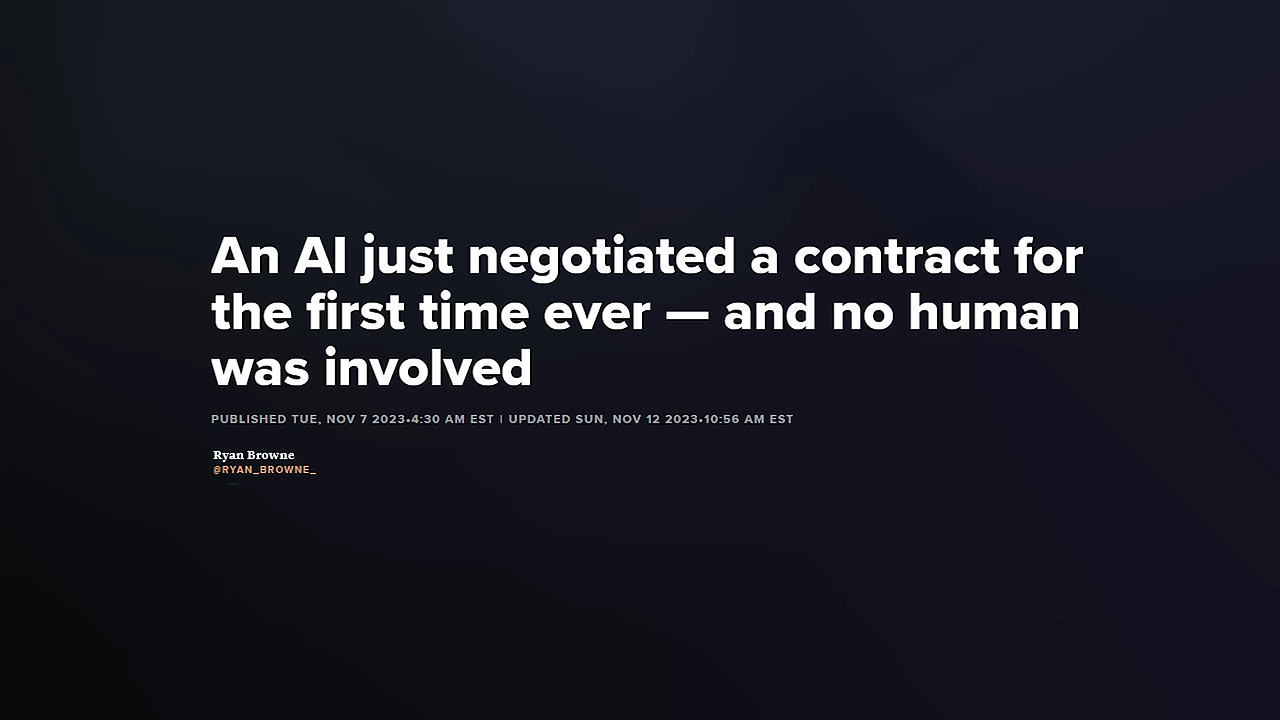 An AI just negotiated a contract for
the first time ever — and no human
was involved
PUBLISHED TUE, NOV 7 2023•4:30 AM EST | UPDATED SUN, NOV 12 2023•10:56 AM EST
Ryan Browne
@RYAN_BROWNE_